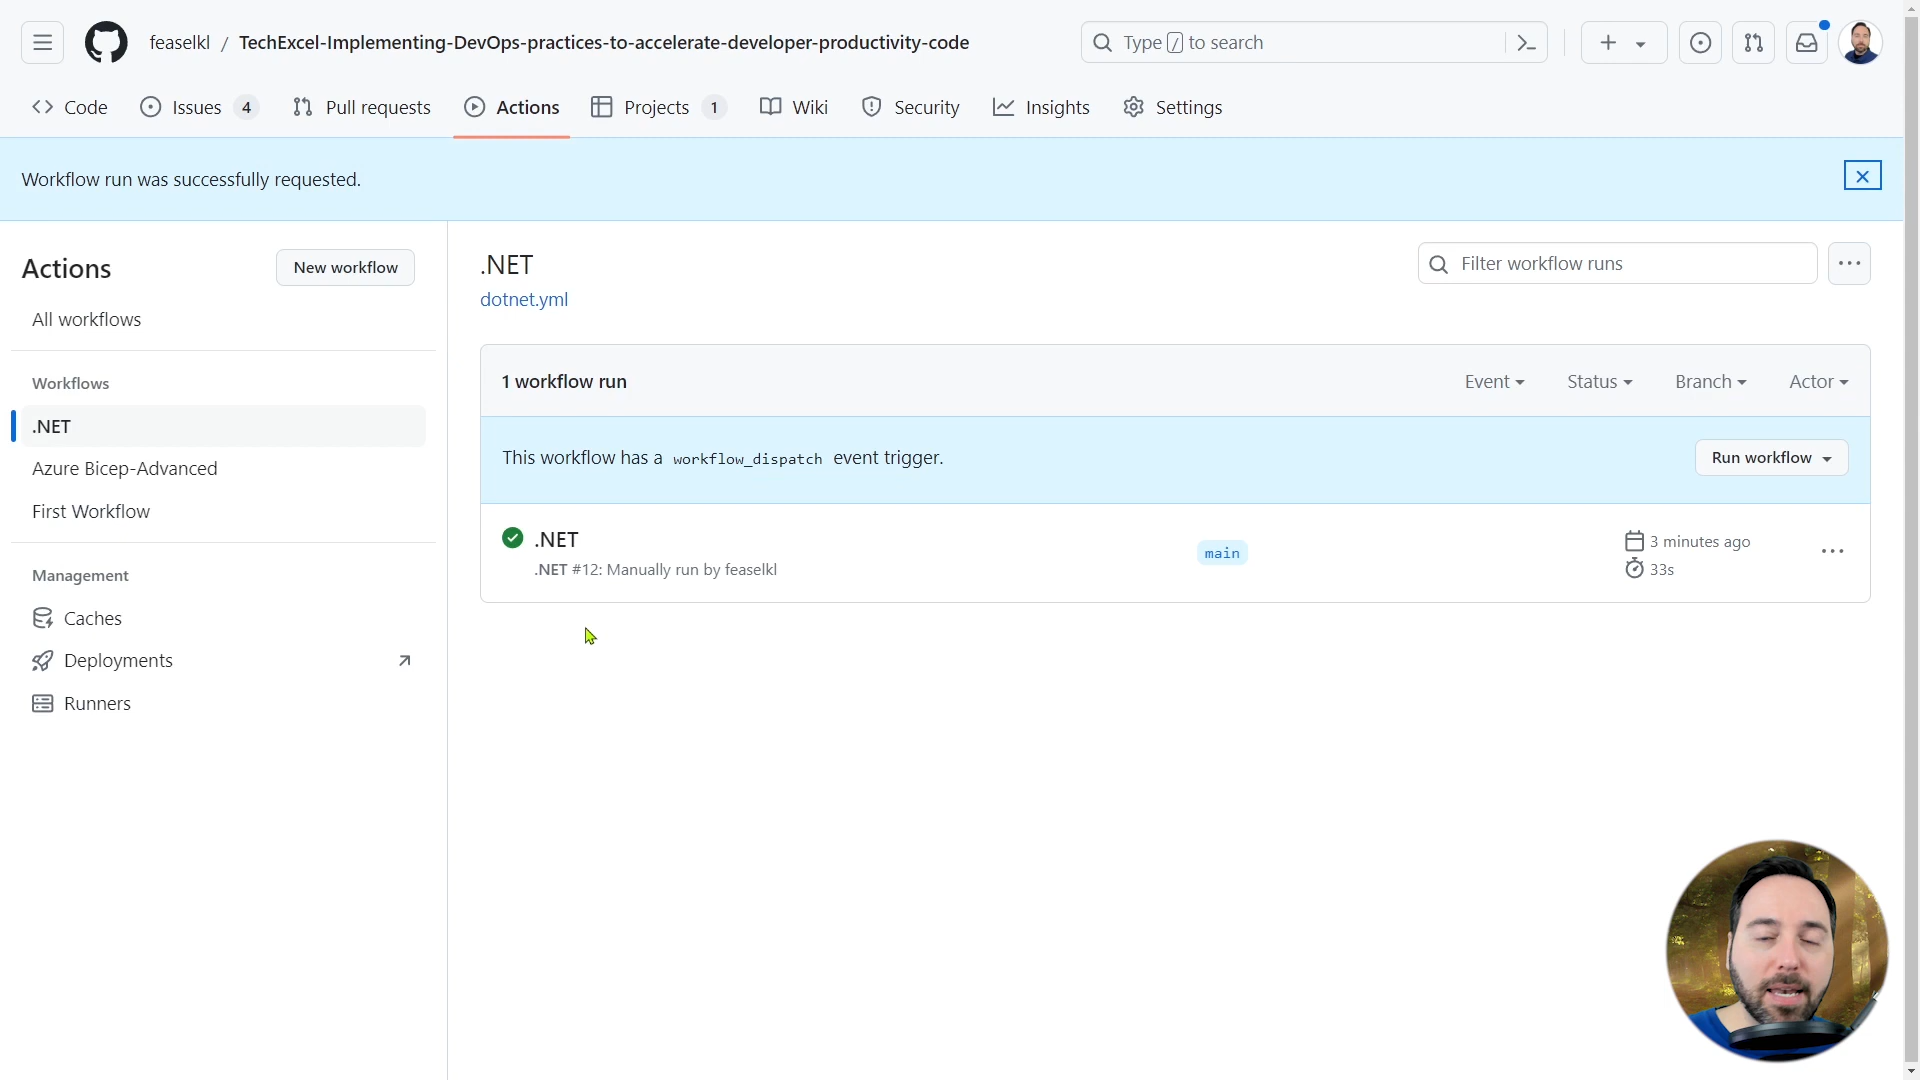 feaselkl / TechExcel-Implementing-DevOps-practices-to-accelerate-developer-productivity-code
Type / to search
Code
Issues 4
Pull requests
Actions
Projects 1
Wiki
Security
Insights
Settings
Workflow run was successfully requested.
Actions
New workflow
All workflows
Workflows
.NET
Azure Bicep-Advanced
First Workflow
Management
Caches
Deployments
Runners
.NET
dotnet.yml
Filter workflow runs
1 workflow run
Event
Status
Branch
Actor
This workflow has a workflow_dispatch event trigger.
Run workflow
.NET
.NET #12: Manually run by feaselkl
main
3 minutes ago
33s